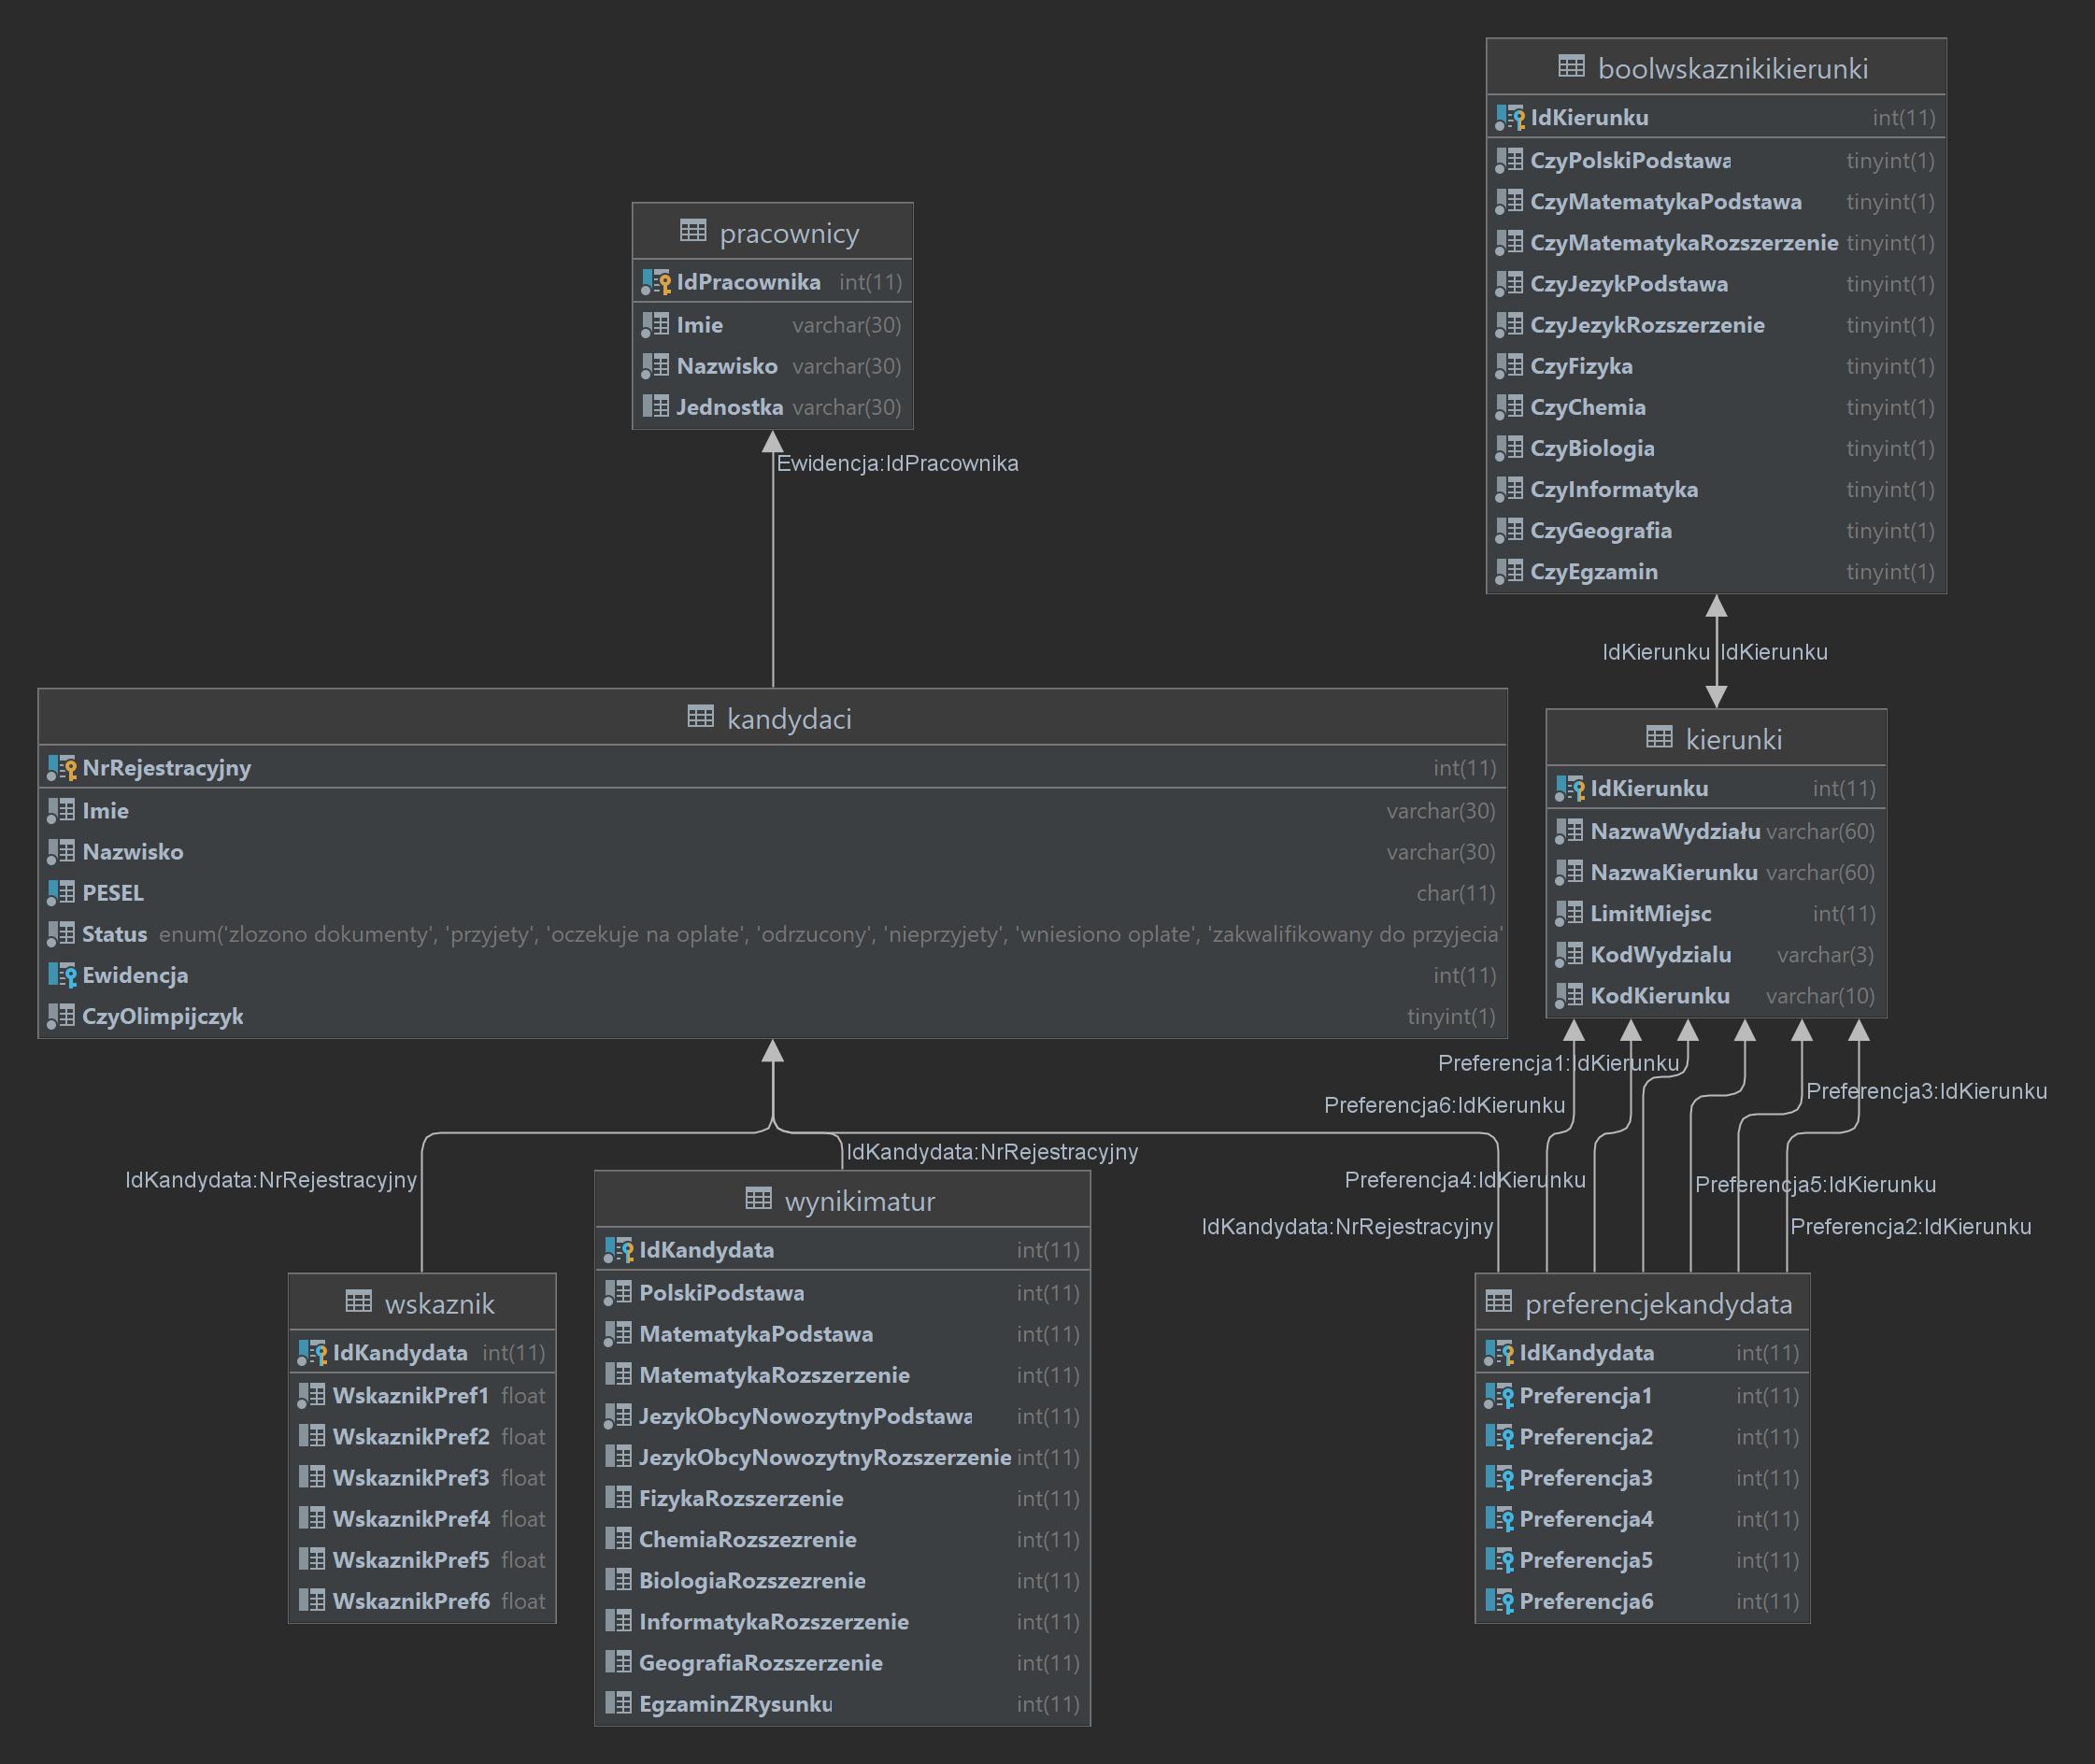 boolwskaznikikierunki
IdKierunku int(11)
CzyPolskiPodstawa tinyint(1)
CzyMatematykaPodstawa tinyint(1)
CzyMatematykaRozszerzenie tinyint(1)
CzyJezykPodstawa tinyint(1)
CzyJezykRozszerzenie tinyint(1)
CzyFizyka tinyint(1)
CzyChemia tinyint(1)
CzyBiologia tinyint(1)
CzyInformatyka tinyint(1)
CzyGeografia tinyint(1)
CzyEgzamin tinyint(1)
pracownicy
IdPracownika int(11)
Imie varchar(30)
Nazwisko varchar(30)
Jednostka varchar(30)
Ewidencja:IdPracownika
IdKierunku IdKierunku
kandydaci
NrRejestracyjny int(11)
Imie varchar(30)
Nazwisko varchar(30)
PESEL char(11)
Status enum('zlozono dokumenty', 'przyjety', 'oczekuje na oplate', 'odrzucony', 'nieprzyjety', 'wniesiono oplate', 'zakwalifikowany do przyjecia'
Ewidencja int(11)
CzyOlimpijczyk tinyint(1)
kierunki
IdKierunku int(11)
NazwaWydziału varchar(60)
NazwaKierunku varchar(60)
LimitMiejsc int(11)
KodWydzialu varchar(3)
KodKierunku varchar(10)
Preferencja1:IdKierunku
Preferencja3:IdKierunku
Preferencja6:IdKierunku
IdKandydata:NrRejestracyjny
IdKandydata:NrRejestracyjny
Preferencja4:IdKierunku
Preferencja5:IdKierunku
IdKandydata:NrRejestracyjny
Preferencja2:IdKierunku
wskaznik
IdKandydata int(11)
WskaznikPref1 float
WskaznikPref2 float
WskaznikPref3 float
WskaznikPref4 float
WskaznikPref5 float
WskaznikPref6 float
wynikimatur
IdKandydata int(11)
PolskiPodstawa int(11)
MatematykaPodstawa int(11)
MatematykaRozszerzenie int(11)
JezykObcyNowozytnyPodstawa int(11)
JezykObcyNowozytnyRozszerzenie int(11)
FizykaRozszerzenie int(11)
ChemiaRozszezrenie int(11)
BiologiaRozszezrenie int(11)
InformatykaRozszerzenie int(11)
GeografiaRozszerzenie int(11)
EgzaminZRysunku int(11)
preferencjekandydata
IdKandydata int(11)
Preferencja1 int(11)
Preferencja2 int(11)
Preferencja3 int(11)
Preferencja4 int(11)
Preferencja5 int(11)
Preferencja6 int(11)